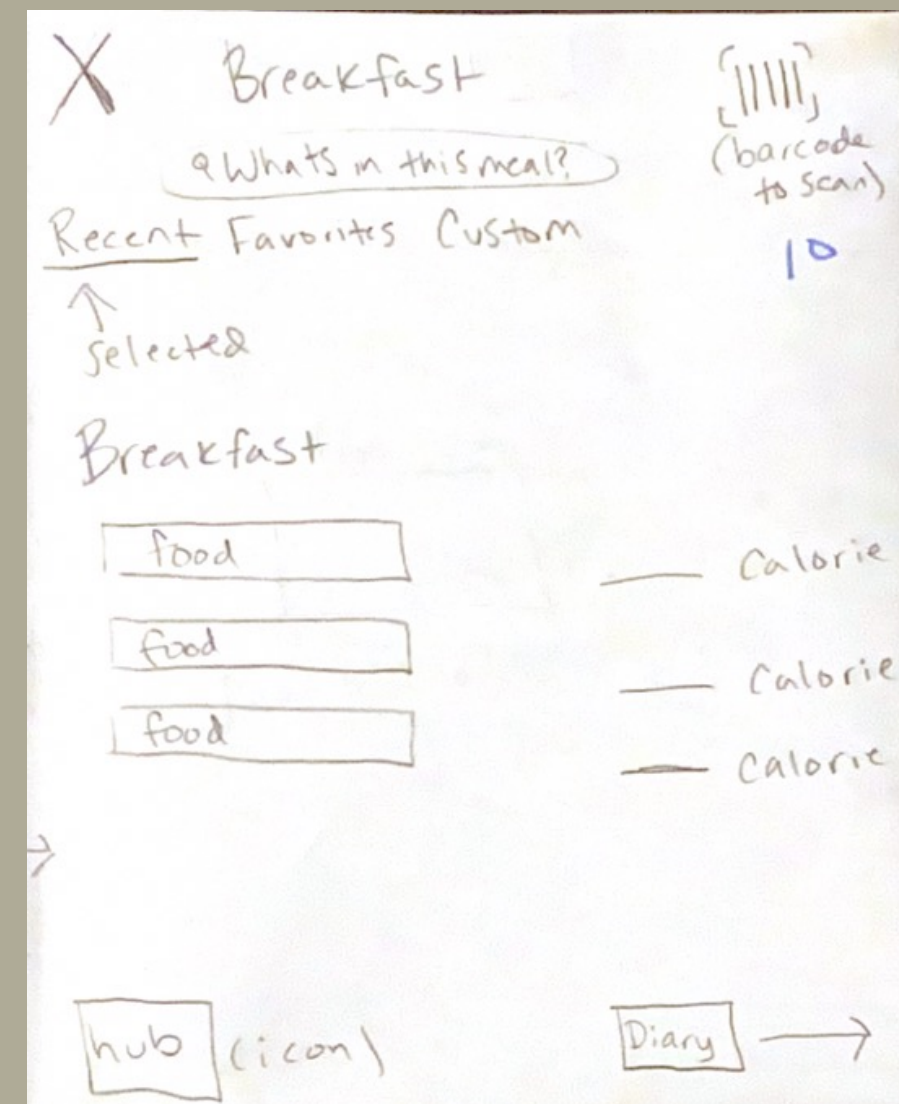 X Breakfast
Whats in this meal?
(barcode
to scan)
Recent Favorites Custom
10
selected
Breakfast
food Calorie
food Calorie
food Calorie
hub (icon) Diary